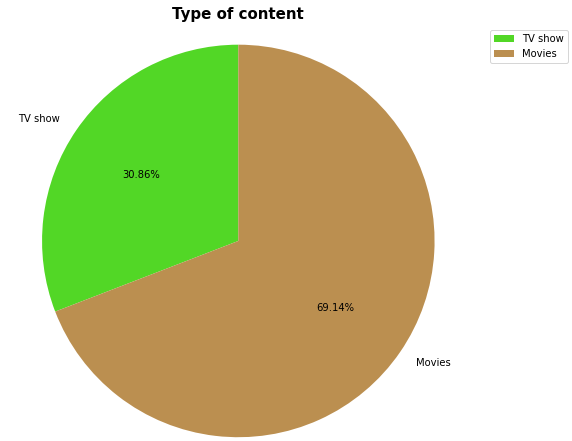 Type of content
TV show
Movies
TV show
30.86%
69.14%
Movies